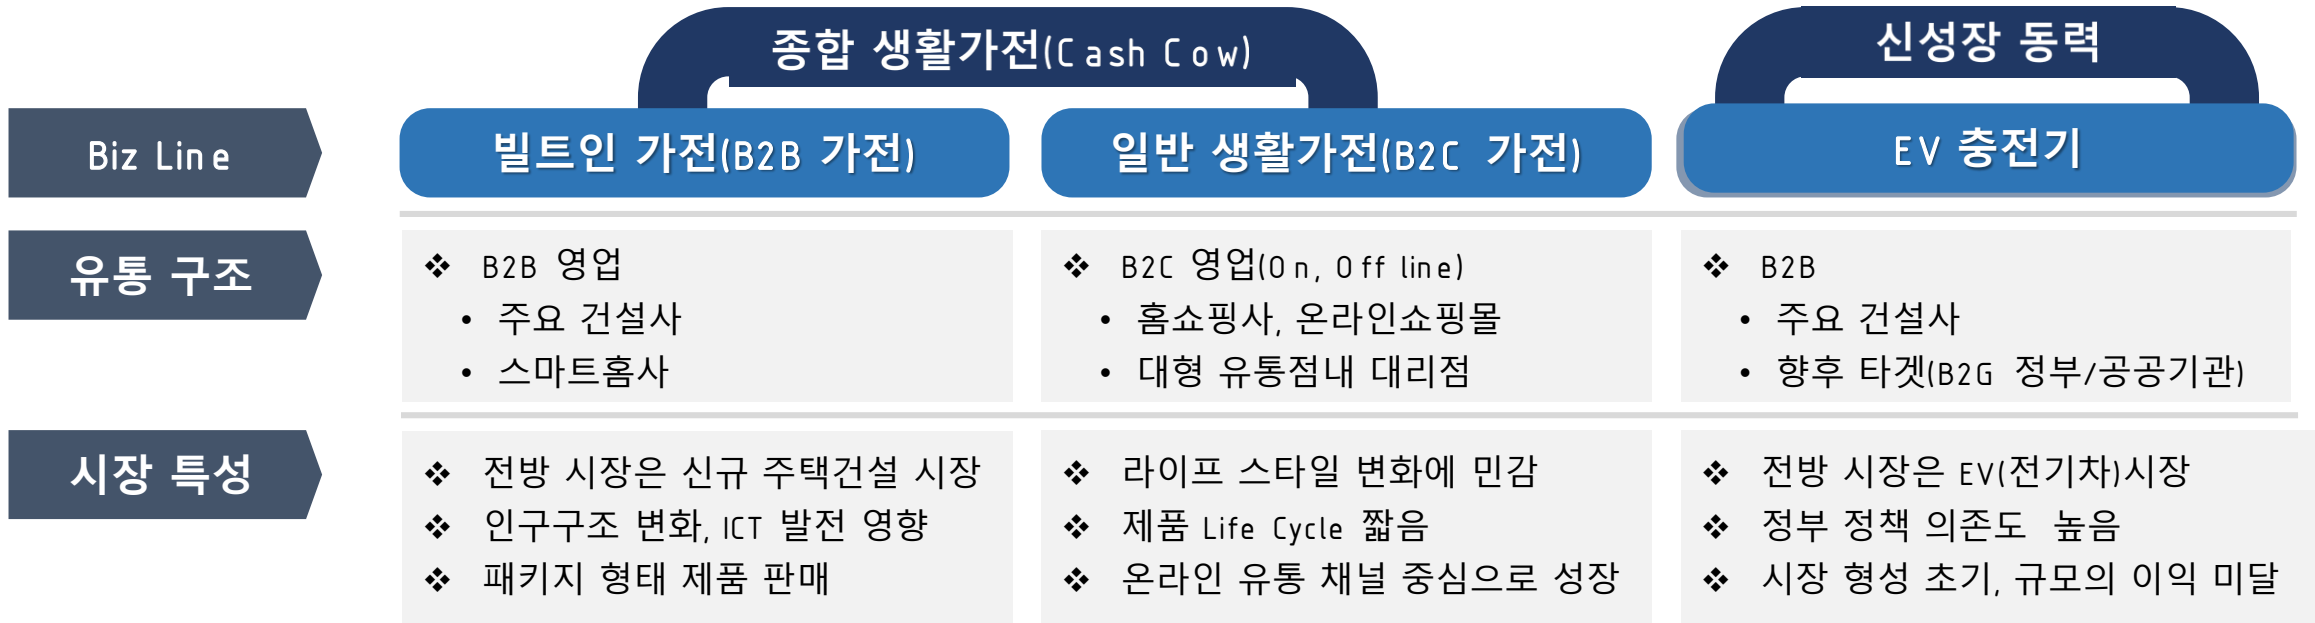 종합 생활가전(Cash Cow)
신성장 동력
Biz Line
빌트인 가전(B2B 가전)
일반 생활가전(B2C 가전)
EV 충전기
유통 구조
❖ B2B 영업
• 주요 건설사
• 스마트홈사
❖ B2C 영업(On, Off line)
• 홈쇼핑사, 온라인쇼핑몰
• 대형 유통점내 대리점
❖ B2B
• 주요 건설사
• 향후 타겟(B2G 정부/공공기관)
시장 특성
❖ 전방 시장은 신규 주택건설 시장
❖ 인구구조 변화, ICT 발전 영향
❖ 패키지 형태 제품 판매
❖ 라이프 스타일 변화에 민감
❖ 제품 Life Cycle 짧음
❖ 온라인 유통 채널 중심으로 성장
❖ 전방 시장은 EV(전기차)시장
❖ 정부 정책 의존도 높음
❖ 시장 형성 초기, 규모의 이익 미달